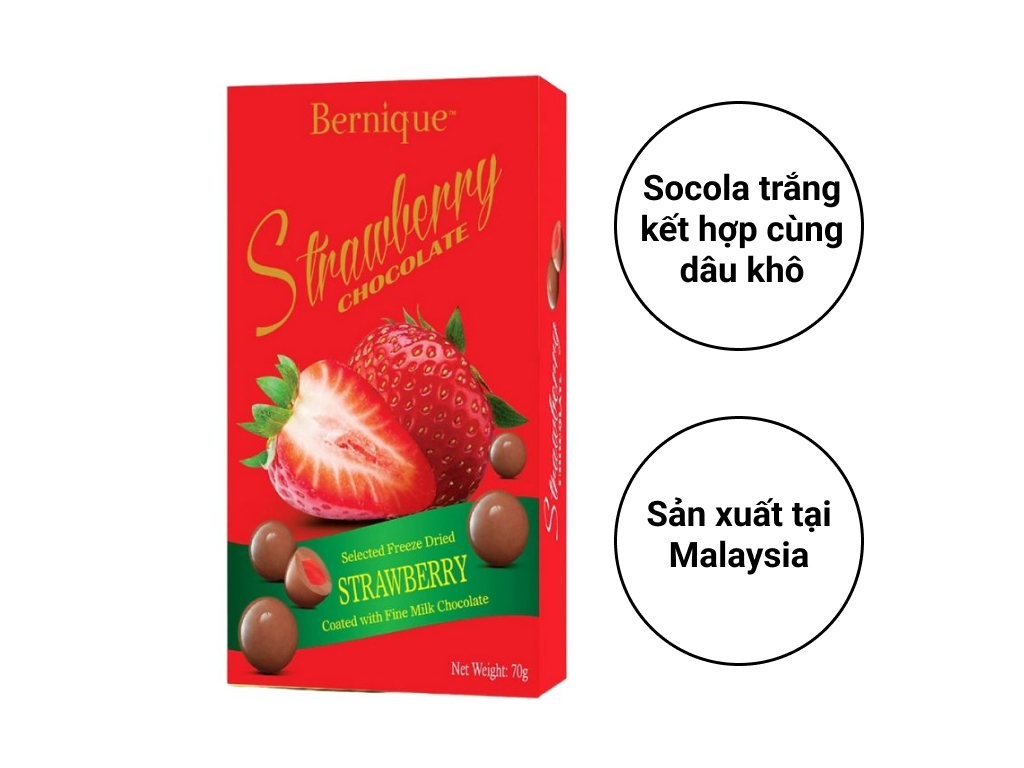 Bernique™
Strawberry
CHOCOLATE
Selected Freeze Dried
STRAWBERRY
Coated with Fine Milk Chocolate
Net Weight: 70g
Strawberry
CHOCOLATE
Socola trắng
kết hợp cùng
dâu khô
Sản xuất tại
Malaysia